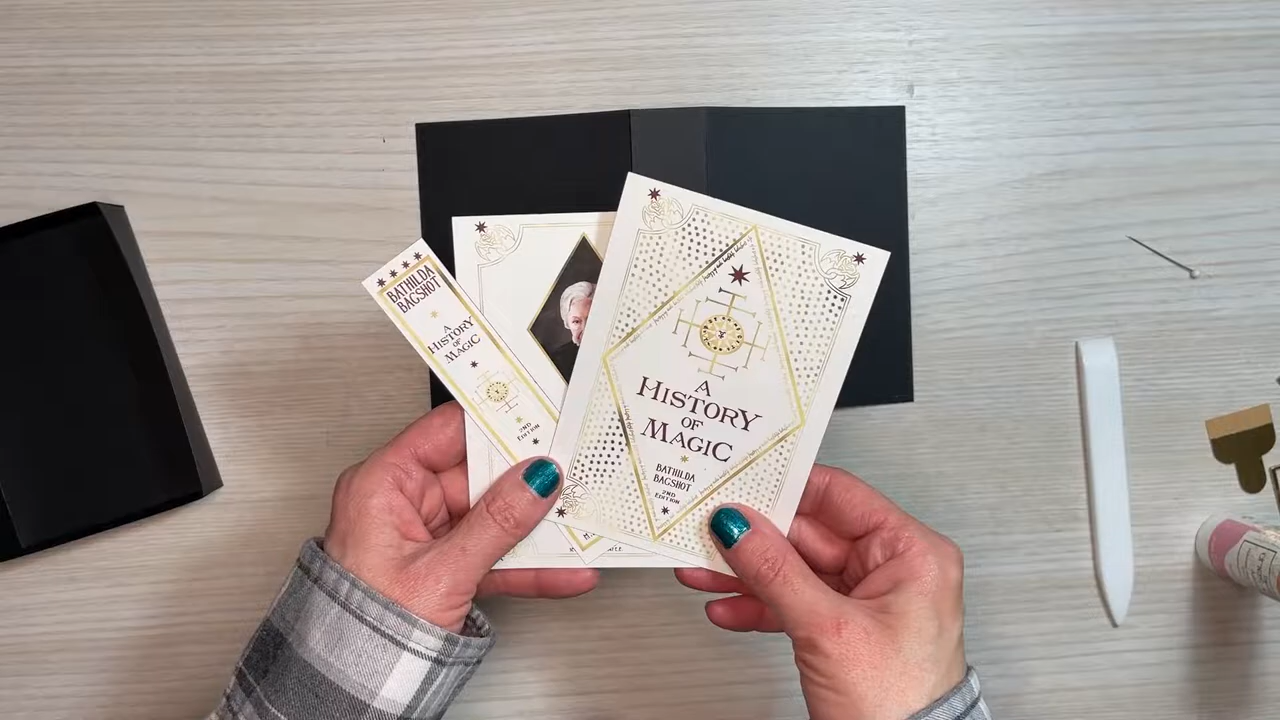 BATHILDA
BAGSHOT
A
HISTORY
OF
MAGIC
2ND
EDITION
A
HISTORY
OF
MAGIC
BATHILDA
BAGSHOT
2ND
EDITION